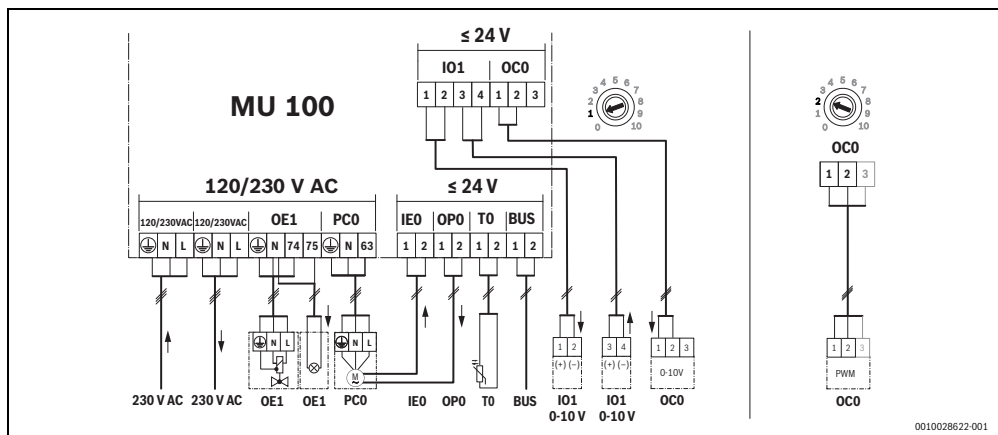 ≤ 24 V
IO1 OC0
1 2 3 4 1 2 3
MU 100
0 1 2 3 4 5 6 7 8 9 10
120/230 V AC
≤ 24 V
120/230VAC 120/230VAC OE1 PC0
IE0 OP0 T0 BUS
N L N L N 74 75 N 63
1 2 1 2 1 2 1 2
N L
N L
M
~
1 2
(+) (-)
3 4
(+) (-)
1 2 3
0-10V
230 V AC 230 V AC OE1 OE1 PC0 IE0 OP0 T0 BUS IO1 IO1 OC0
0-10 V 0-10 V
0 1 2 3 4 5 6 7 8 9 10
OC0
1 2 3
1 2 3
PWM
OC0
0010028622-001